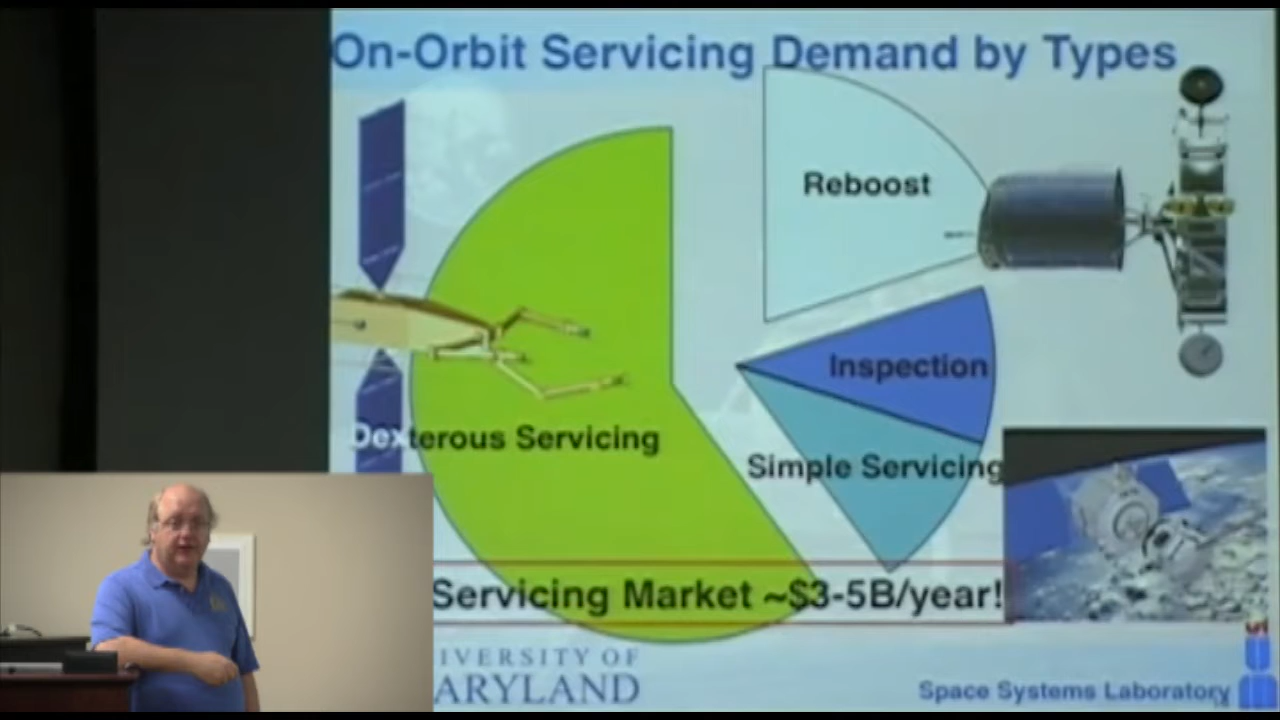 On-Orbit Servicing Demand by Types
Reboost
Inspection
Dexterous Servicing
Simple Servicing
Servicing Market ~$3-5B/year!
IVERSITY OF
ARYLAND
Space Systems Laboratory